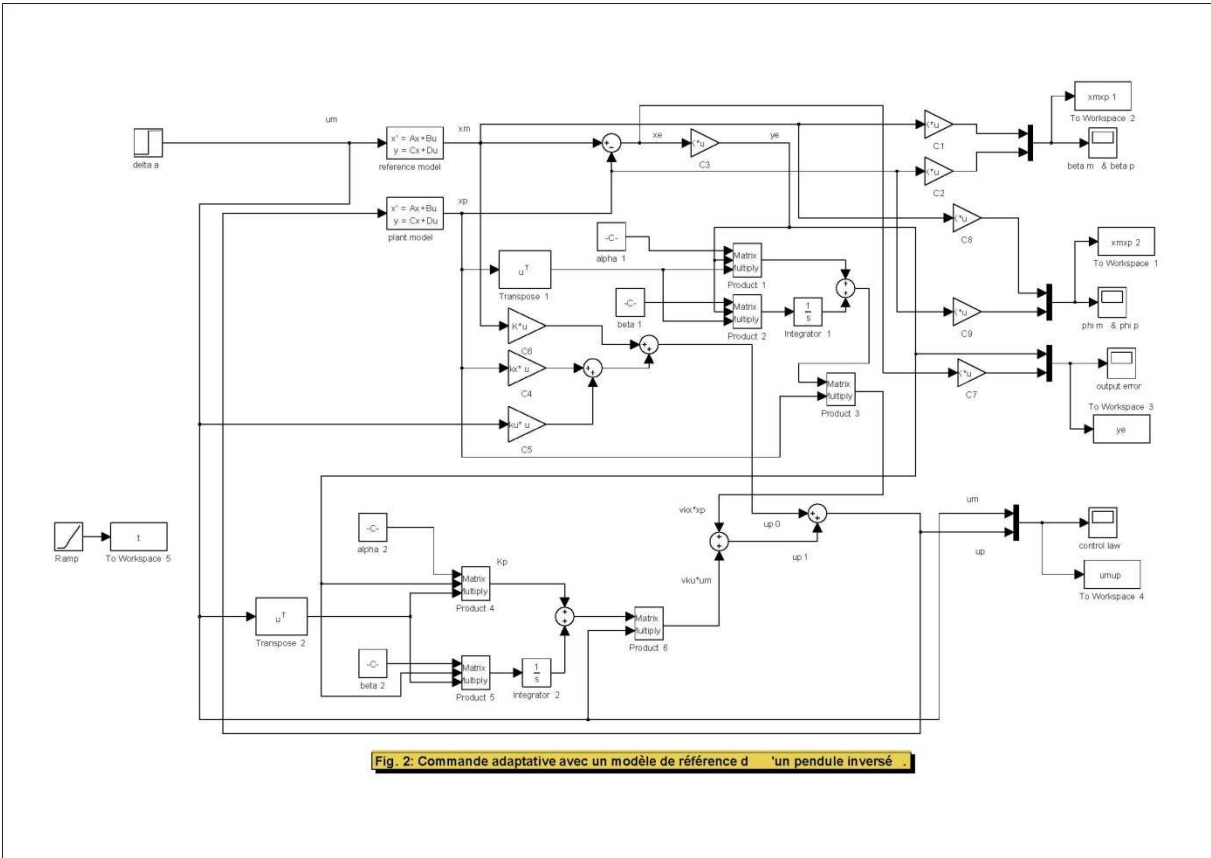 um
delta a
x' = Ax+Bu
y = Cx+Du
reference model
xm
x' = Ax+Bu
y = Cx+Du
plant model
xp
xe
K*u
C3
ye
K*u
C1
K*u
C2
xmxp 1
To Workspace 2
beta m & beta p
K*u
C8
xmxp 2
To Workspace 1
phi m & phi p
K*u
C9
K*u
C7
output error
To Workspace 3
ye
-C-
alpha 1
Matrix
Multiply
Product 1
-C-
beta 1
Matrix
Multiply
Product 2
1
s
Integrator 1
uT
Transpose 1
K*u
C6
kx* u
C4
ku* u
C5
Matrix
Multiply
Product 3
Ramp
t
To Workspace 5
-C-
alpha 2
Kp
Matrix
Multiply
Product 4
uT
Transpose 2
-C-
beta 2
Matrix
Multiply
Product 5
1
s
Integrator 2
Matrix
Multiply
Product 6
vkx*xp
vku*um
up 0
up 1
um
up
control law
umup
To Workspace 4
Fig. 2: Commande adaptative avec un modèle de référence d 'un pendule inversé .